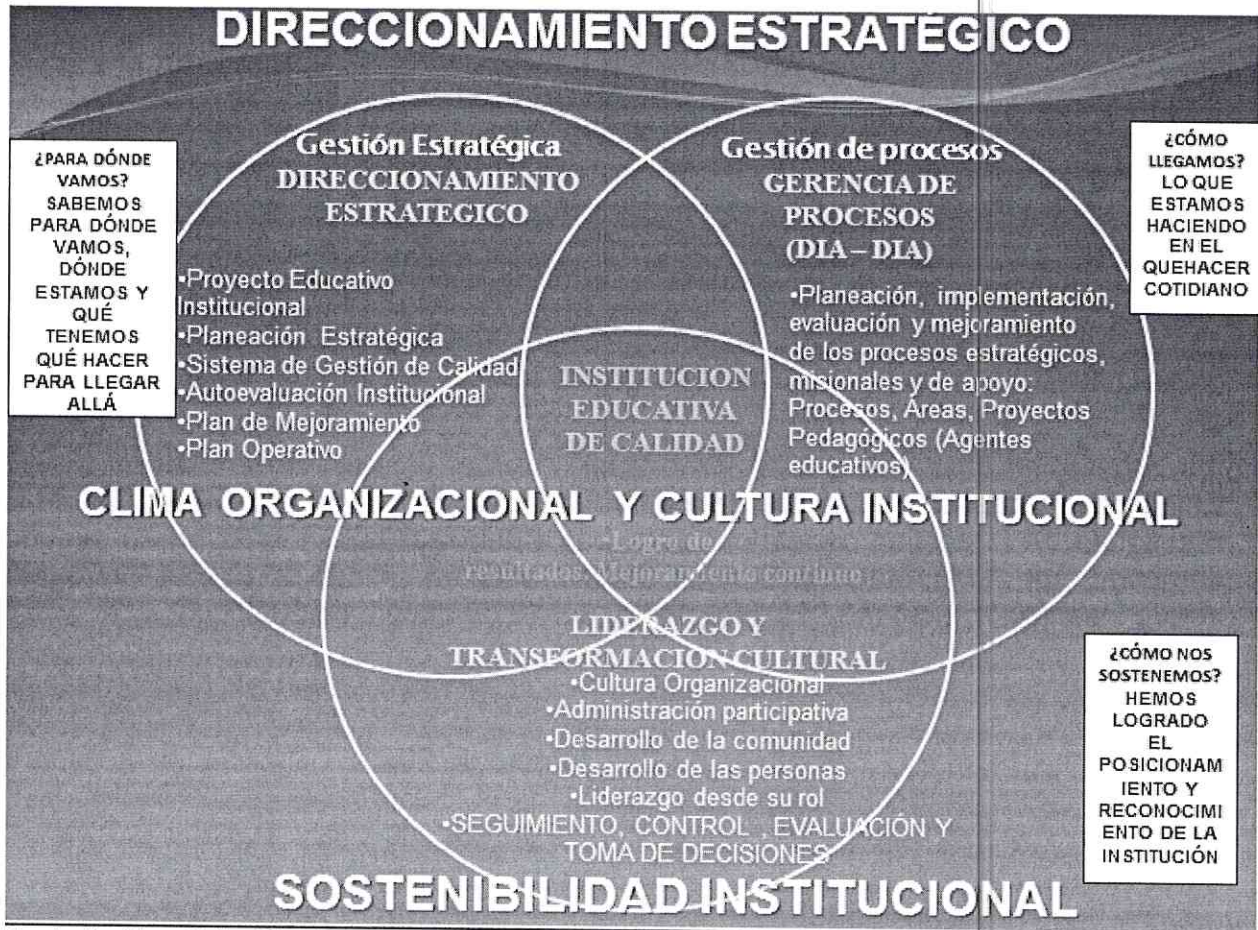 DIRECCIONAMIENTO ESTRATÉGICO
¿PARA DÓNDE
VAMOS?
SABEMOS
PARA DÓNDE
VAMOS,
DÓNDE
ESTAMOS Y
QUÉ
TENEMOS
QUÉ HACER
PARA LLEGAR
ALLÁ
Gestión Estratégica
DIRECCIONAMIENTO
ESTRATEGICO
•Proyecto Educativo
Institucional
•Planeación Estratégica
•Sistema de Gestión de Calidad
•Autoevaluación Institucional
•Plan de Mejoramiento
•Plan Operativo
Gestión de procesos
GERENCIA DE
PROCESOS
(DIA – DIA)
•Planeación, implementación,
evaluación y mejoramiento
de los procesos estratégicos,
misionales y de apoyo:
Procesos, Áreas, Proyectos
Pedagógicos (Agentes
educativos)
¿CÓMO
LLEGAMOS?
LO QUE
ESTAMOS
HACIENDO
EN EL
QUEHACER
COTIDIANO
INSTITUCION
EDUCATIVA
DE CALIDAD
CLIMA ORGANIZACIONAL Y CULTURA INSTITUCIONAL
•Logro de
resultados. Mejoramiento continuo
LIDERAZGO Y
TRANSFORMACION CULTURAL
•Cultura Organizacional
•Administración participativa
•Desarrollo de la comunidad
•Desarrollo de las personas
•Liderazgo desde su rol
•SEGUIMIENTO, CONTROL , EVALUACIÓN Y
TOMA DE DECISIONES
¿CÓMO NOS
SOSTENEMOS?
HEMOS
LOGRADO
EL
POSICIONAM
IENTO Y
RECONOCIMI
ENTO DE LA
INSTITUCIÓN
SOSTENIBILIDAD INSTITUCIONAL